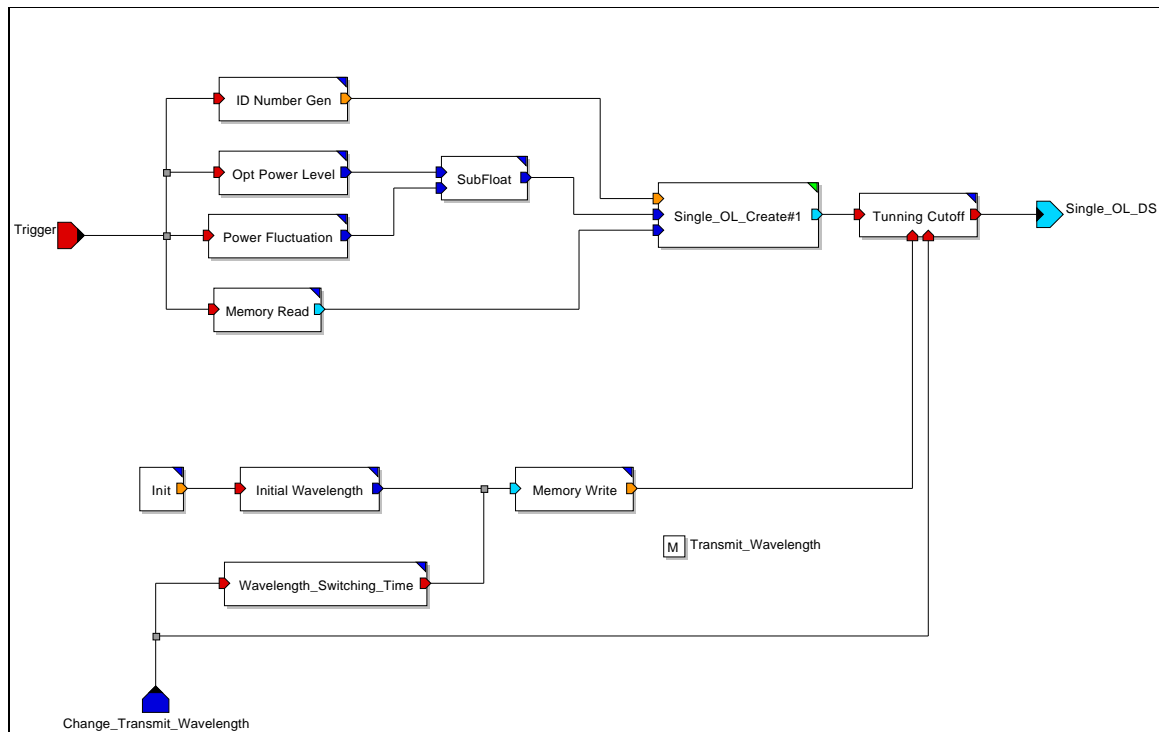 ID Number Gen
Opt Power Level
SubFloat
Single_OL_Create#1
Tunning Cutoff
Single_OL_DS
Trigger
Power Fluctuation
Memory Read
Init
Initial Wavelength
Memory Write
M
Transmit_Wavelength
Wavelength_Switching_Time
Change_Transmit_Wavelength